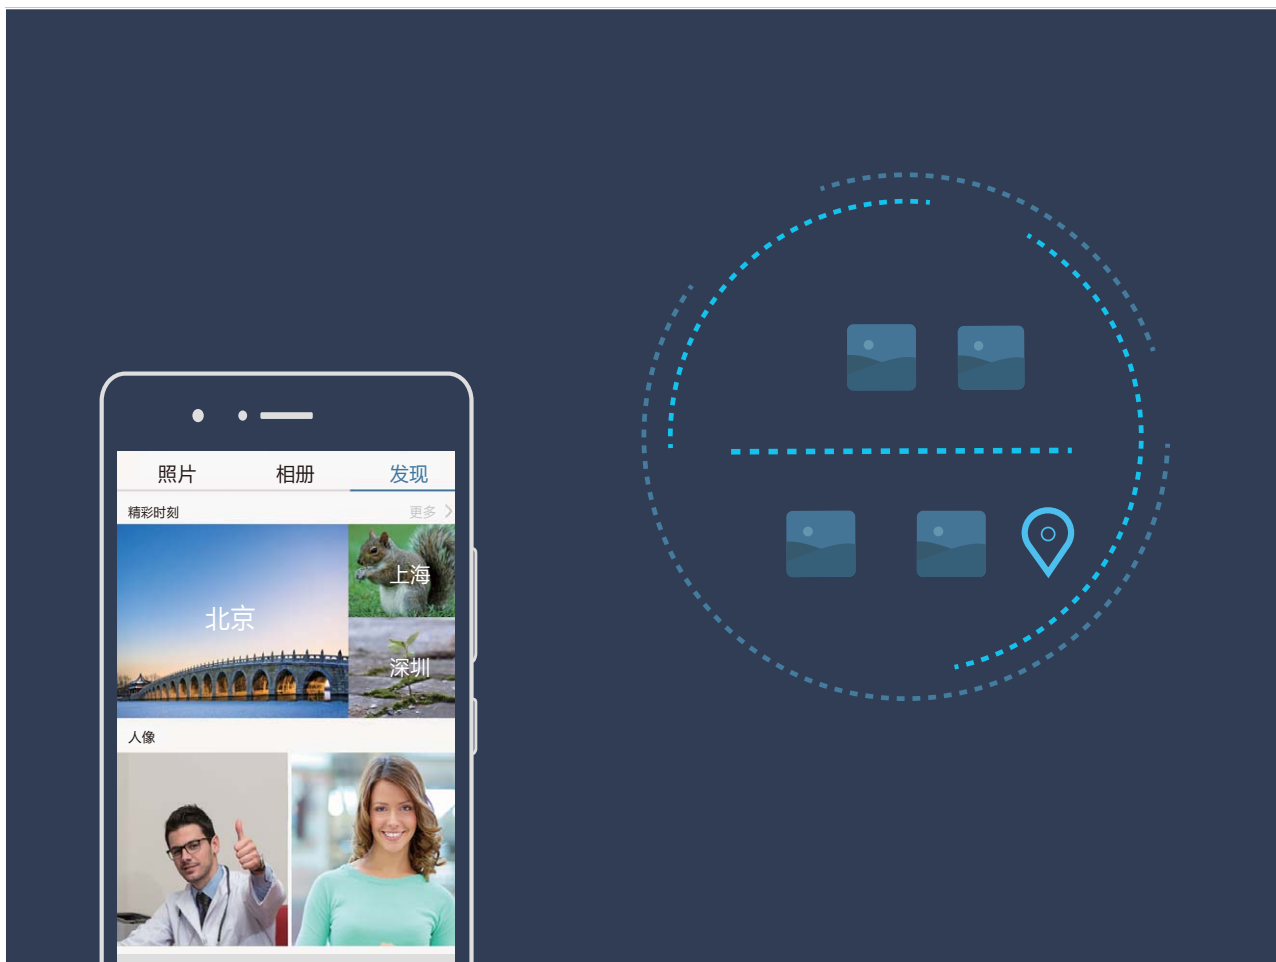 照片 相册 发现
精彩时刻 更多
北京
上海
深圳
人像